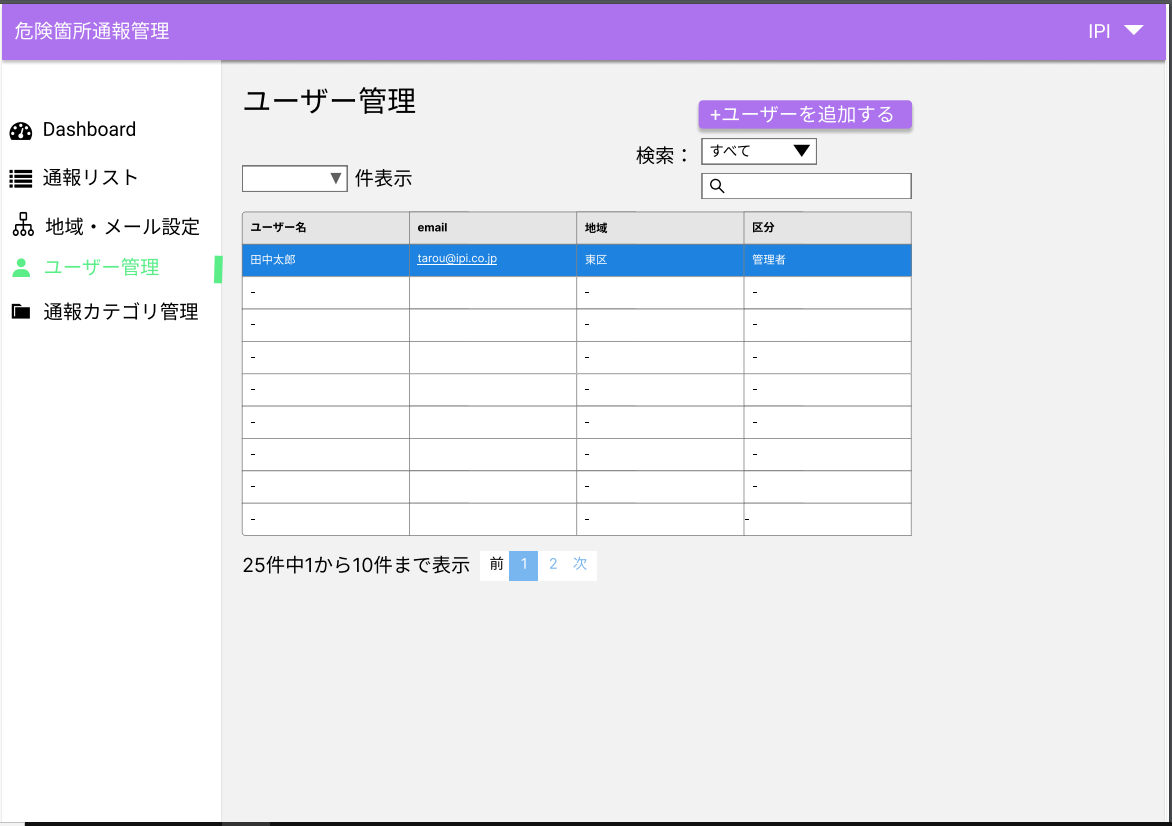 危険箇所通報管理
IPI
Dashboard
通報リスト
地域・メール設定
ユーザー管理
通報カテゴリ管理
ユーザー管理
+ユーザーを追加する
検索：
すべて
件表示
ユーザー名 email 地域 区分
田中太郎 tarou@ipi.co.jp 東区 管理者
- - -
- - -
- - -
- - -
- - -
- - -
- - -
- - -
25件中1から10件まで表示 前 1 2 次